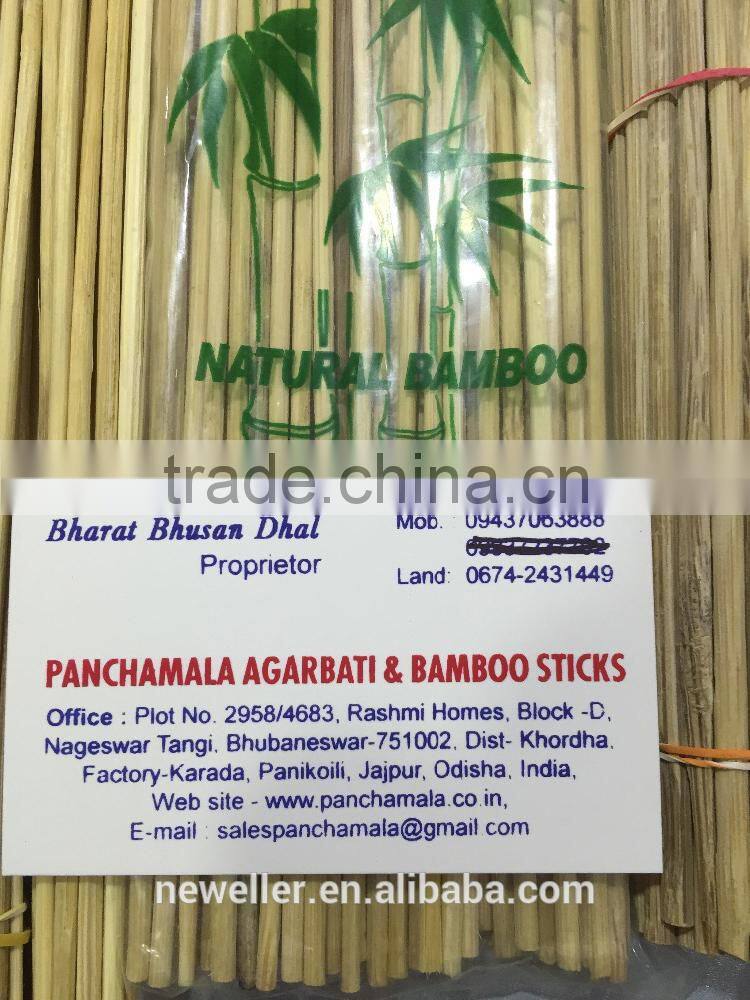 NATURAL BAMBOO
trade.china.cn
Bharat Bhusan Dhal
Proprietor
Mob. : 09437063888
Land: 0674-2431449
PANCHAMALA AGARBATI & BAMBOO STICKS
Office : Plot No. 2958/4683, Rashmi Homes, Block -D,
Nageswar Tangi, Bhubaneswar-751002, Dist- Khordha.
Factory-Karada, Panikoili, Jajpur, Odisha, India,
Web site - www.panchamala.co.in,
E-mail : salespanchamala@gmail.com
neweller.en.alibaba.com